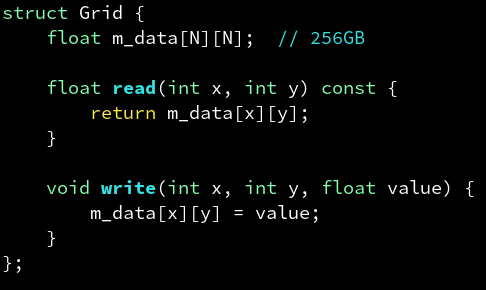 struct Grid {
    float m_data[N][N];  // 256GB

    float read(int x, int y) const {
        return m_data[x][y];
    }

    void write(int x, int y, float value) {
        m_data[x][y] = value;
    }
};